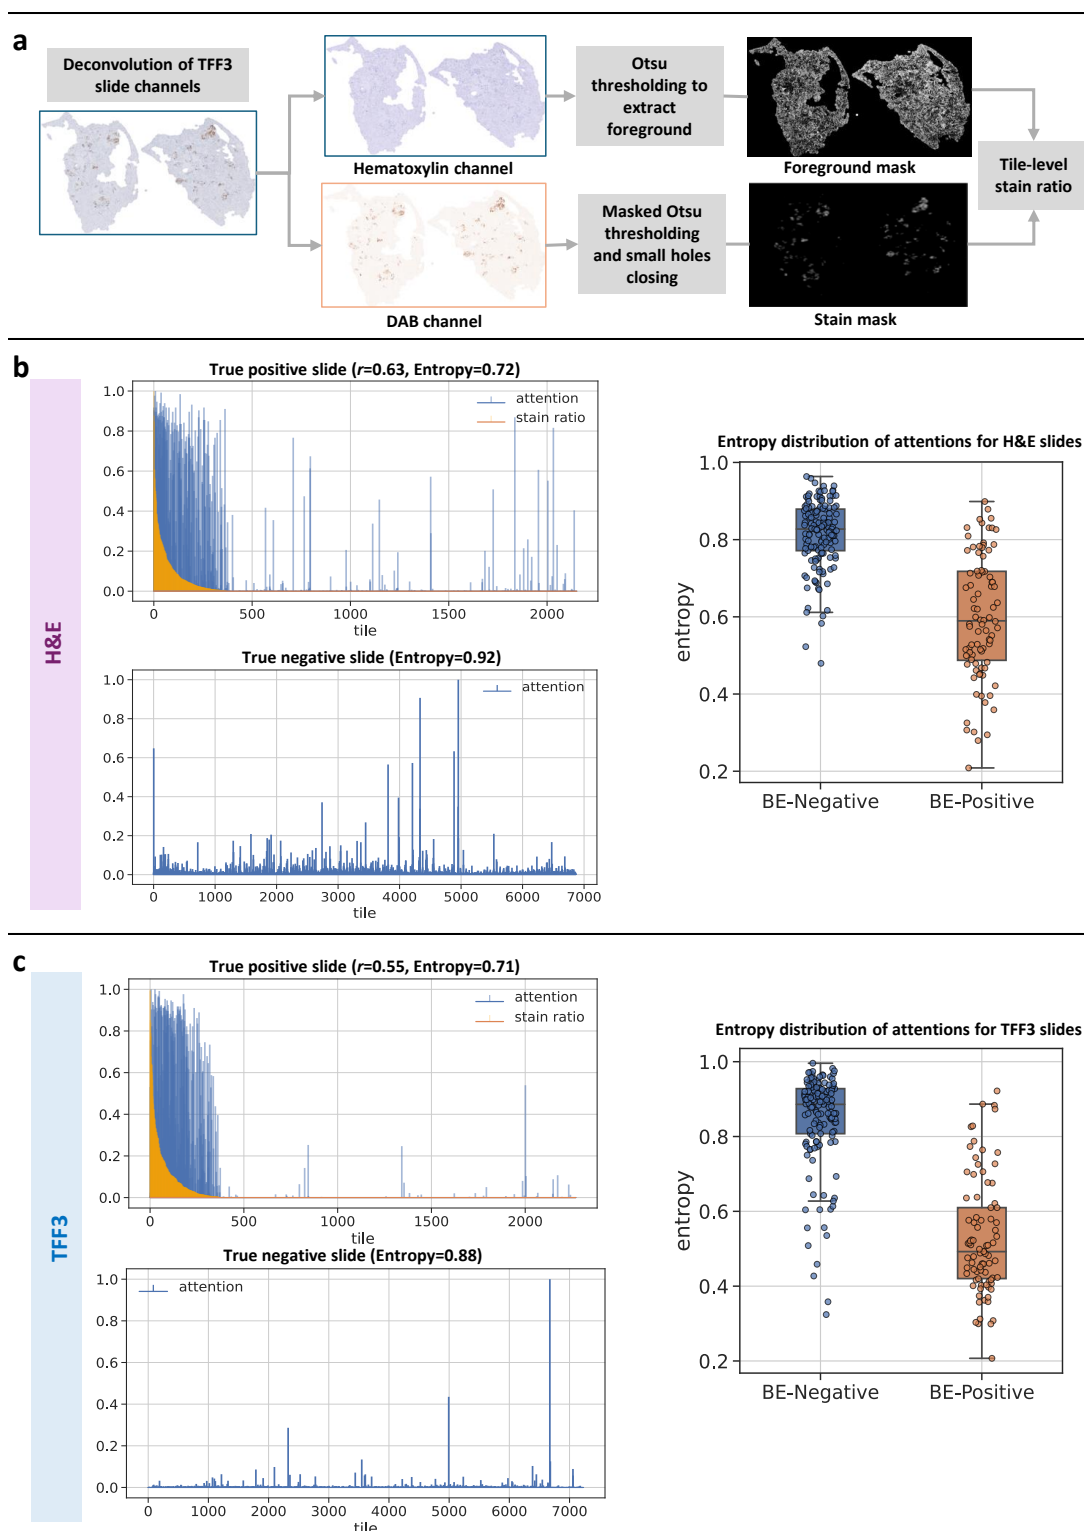 a
Deconvolution of TFF3
slide channels
Hematoxylin channel
DAB channel
Otsu
thresholding to
extract
foreground
Masked Otsu
thresholding
and small holes
closing
Foreground mask
Stain mask
Tile-level
stain ratio
b
H&E
True positive slide (r=0.63, Entropy=0.72)
attention
stain ratio
1.0
0.8
0.6
0.4
0.2
0.0
0 500 1000 1500 2000
tile
True negative slide (Entropy=0.92)
attention
1.0
0.8
0.6
0.4
0.2
0.0
0 1000 2000 3000 4000 5000 6000 7000
tile
Entropy distribution of attentions for H&E slides
entropy
1.0
0.8
0.6
0.4
0.2
BE-Negative BE-Positive
c
TFF3
True positive slide (r=0.55, Entropy=0.71)
attention
stain ratio
1.0
0.8
0.6
0.4
0.2
0.0
0 500 1000 1500 2000
tile
True negative slide (Entropy=0.88)
attention
1.0
0.8
0.6
0.4
0.2
0.0
0 1000 2000 3000 4000 5000 6000 7000
tile
Entropy distribution of attentions for TFF3 slides
entropy
1.0
0.8
0.6
0.4
0.2
BE-Negative BE-Positive